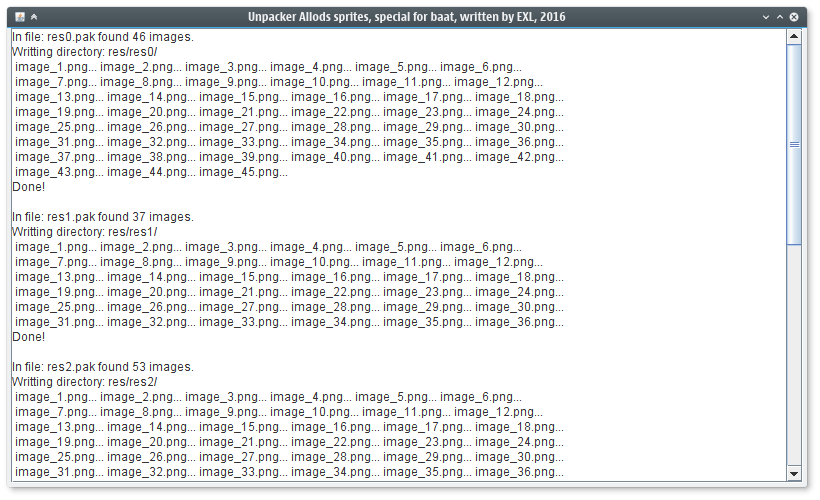 Unpacker Allods sprites, special for baat, written by EXL, 2016
In file: res0.pak found 46 images.
Writting directory: res/res0/
image_1.png... image_2.png... image_3.png... image_4.png... image_5.png... image_6.png...
image_7.png... image_8.png... image_9.png... image_10.png... image_11.png... image_12.png...
image_13.png... image_14.png... image_15.png... image_16.png... image_17.png... image_18.png...
image_19.png... image_20.png... image_21.png... image_22.png... image_23.png... image_24.png...
image_25.png... image_26.png... image_27.png... image_28.png... image_29.png... image_30.png...
image_31.png... image_32.png... image_33.png... image_34.png... image_35.png... image_36.png...
image_37.png... image_38.png... image_39.png... image_40.png... image_41.png... image_42.png...
image_43.png... image_44.png... image_45.png...
Done!
In file: res1.pak found 37 images.
Writting directory: res/res1/
image_1.png... image_2.png... image_3.png... image_4.png... image_5.png... image_6.png...
image_7.png... image_8.png... image_9.png... image_10.png... image_11.png... image_12.png...
image_13.png... image_14.png... image_15.png... image_16.png... image_17.png... image_18.png...
image_19.png... image_20.png... image_21.png... image_22.png... image_23.png... image_24.png...
image_25.png... image_26.png... image_27.png... image_28.png... image_29.png... image_30.png...
image_31.png... image_32.png... image_33.png... image_34.png... image_35.png... image_36.png...
Done!
In file: res2.pak found 53 images.
Writting directory: res/res2/
image_1.png... image_2.png... image_3.png... image_4.png... image_5.png... image_6.png...
image_7.png... image_8.png... image_9.png... image_10.png... image_11.png... image_12.png...
image_13.png... image_14.png... image_15.png... image_16.png... image_17.png... image_18.png...
image_19.png... image_20.png... image_21.png... image_22.png... image_23.png... image_24.png...
image_25.png... image_26.png... image_27.png... image_28.png... image_29.png... image_30.png...
image_31.png... image_32.png... image_33.png... image_34.png... image_35.png... image_36.png...